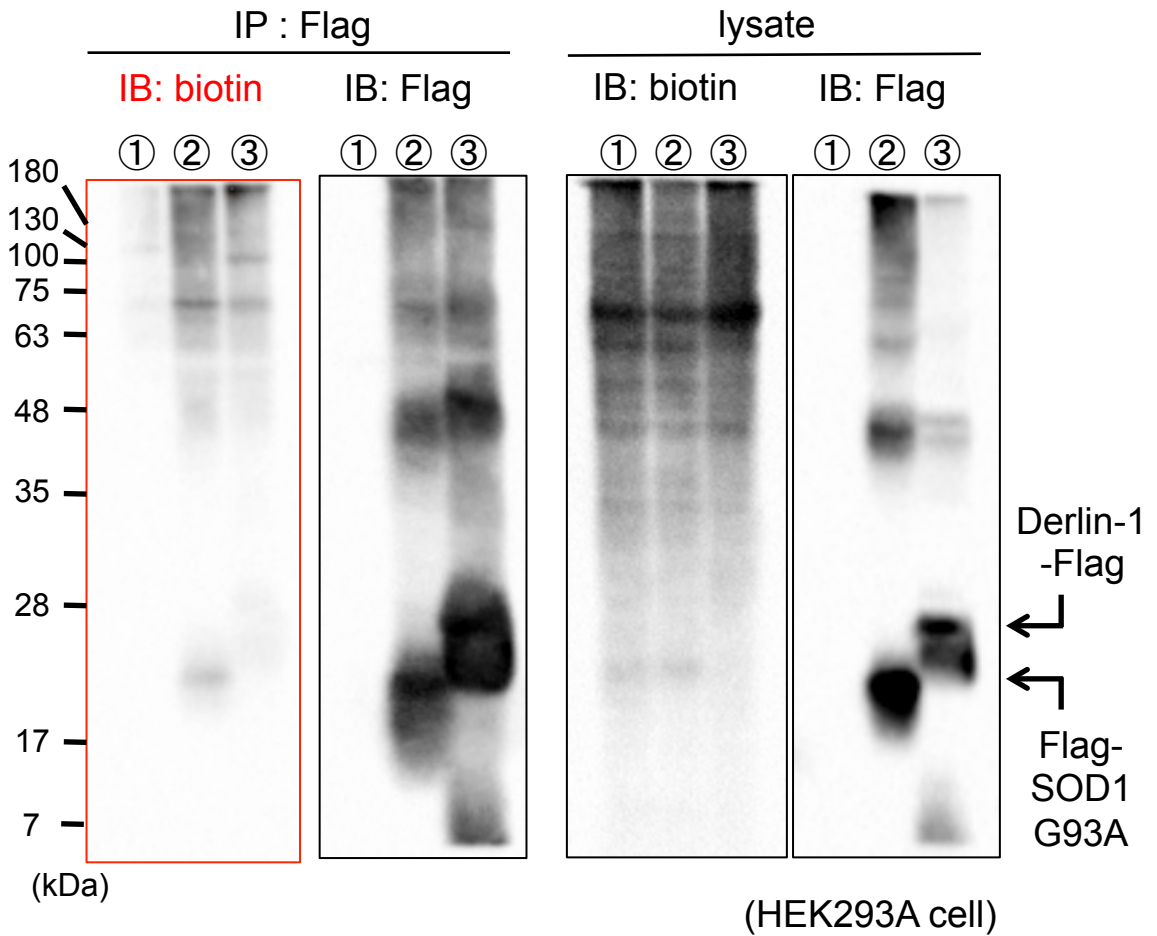 IP : Flag
lysate
IB: biotin
IB: Flag
IB: biotin
IB: Flag
① ② ③
① ② ③
① ② ③
① ② ③
180
130
100
75
63
48
35
28
17
7
(kDa)
Derlin-1
-Flag
Flag-
SOD1
G93A
(HEK293A cell)